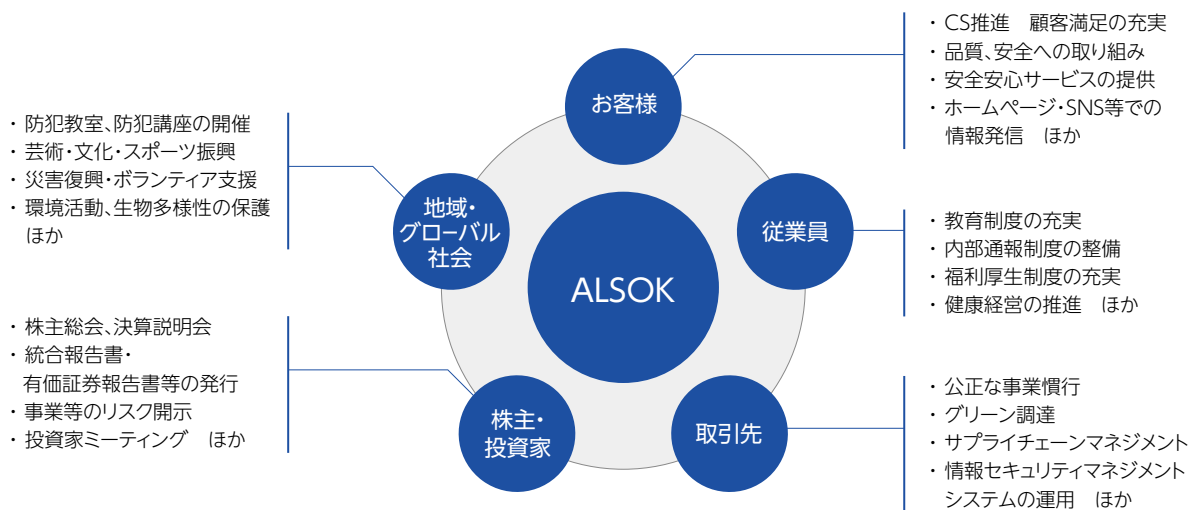 お客様
・ CS推進　顧客満足の充実
・ 品質、安全への取り組み
・ 安全安心サービスの提供
・ ホームページ・SNS等での
情報発信　ほか
従業員
・ 教育制度の充実
・ 内部通報制度の整備
・ 福利厚生制度の充実
・ 健康経営の推進　ほか
取引先
・ 公正な事業慣行
・ グリーン調達
・ サプライチェーンマネジメント
・ 情報セキュリティマネジメント
システムの運用　ほか
株主・
投資家
・ 株主総会、決算説明会
・ 統合報告書・
有価証券報告書等の発行
・ 事業等のリスク開示
・ 投資家ミーティング　ほか
地域・
グローバル
社会
・ 防犯教室、防犯講座の開催
・ 芸術・文化・スポーツ振興
・ 災害復興・ボランティア支援
・ 環境活動、生物多様性の保護
ほか
ALSOK